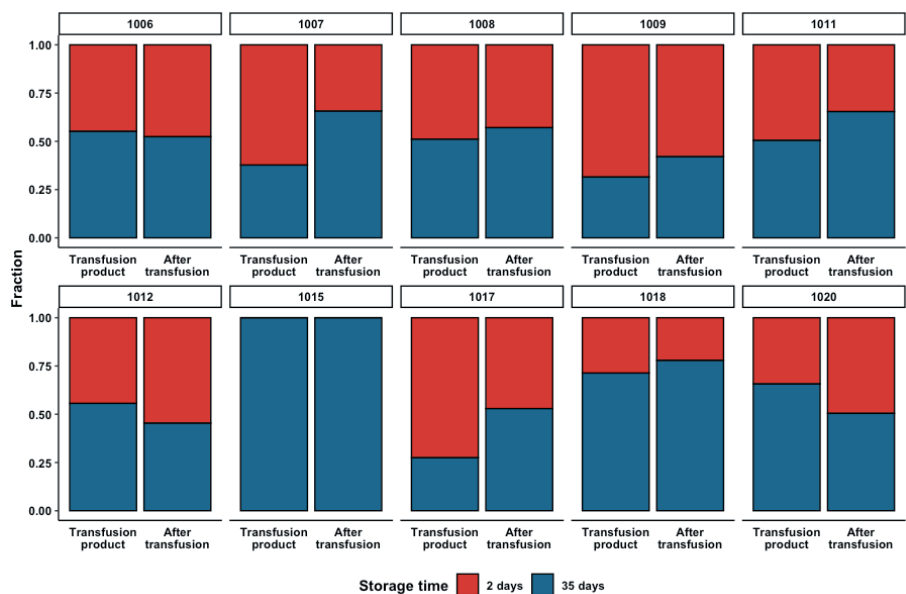 1006 1007 1008 1009 1011
1.00
0.75
0.50
0.25
0.00
Transfusion After Transfusion After Transfusion After Transfusion After Transfusion After
product transfusion product transfusion product transfusion product transfusion product transfusion
Fraction
1012 1015 1017 1018 1020
1.00
0.75
0.50
0.25
0.00
Transfusion After Transfusion After Transfusion After Transfusion After Transfusion After
product transfusion product transfusion product transfusion product transfusion product transfusion
Storage time 2 days 35 days